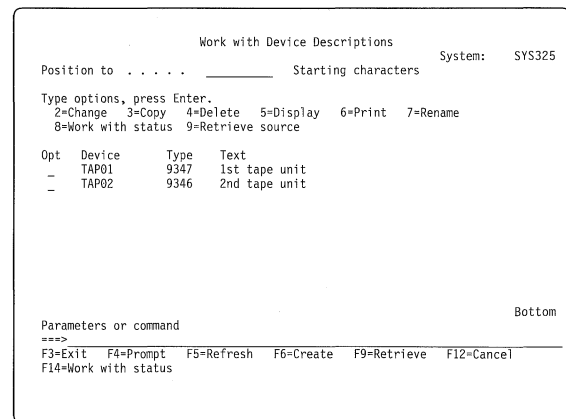 Work with Device Descriptions
System: SYS325
Position to . . . . . ________ Starting characters
Type options, press Enter.
2=Change 3=Copy 4=Delete 5=Display 6=Print 7=Rename
8=Work with status 9=Retrieve source
Opt Device Type Text
_ TAP01 9347 1st tape unit
_ TAP02 9346 2nd tape unit
Bottom
Parameters or command
===>
F3=Exit F4=Prompt F5=Refresh F6=Create F9=Retrieve F12=Cancel
F14=Work with status